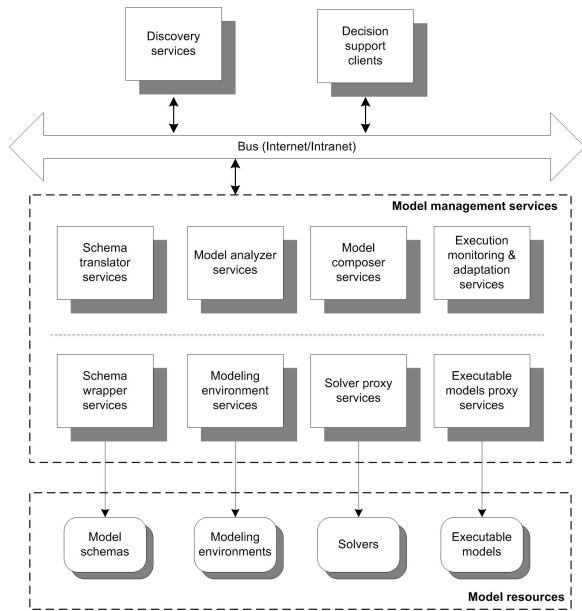 Discovery
services
Decision
support
clients
Bus (Internet/Intranet)
Model management services
Schema
translator
services
Model analyzer
services
Model
composer
services
Execution
monitoring &
adaptation
services
Schema
wrapper
services
Modeling
environment
services
Solver proxy
services
Executable
models proxy
services
Model
schemas
Modeling
environments
Solvers
Executable
models
Model resources